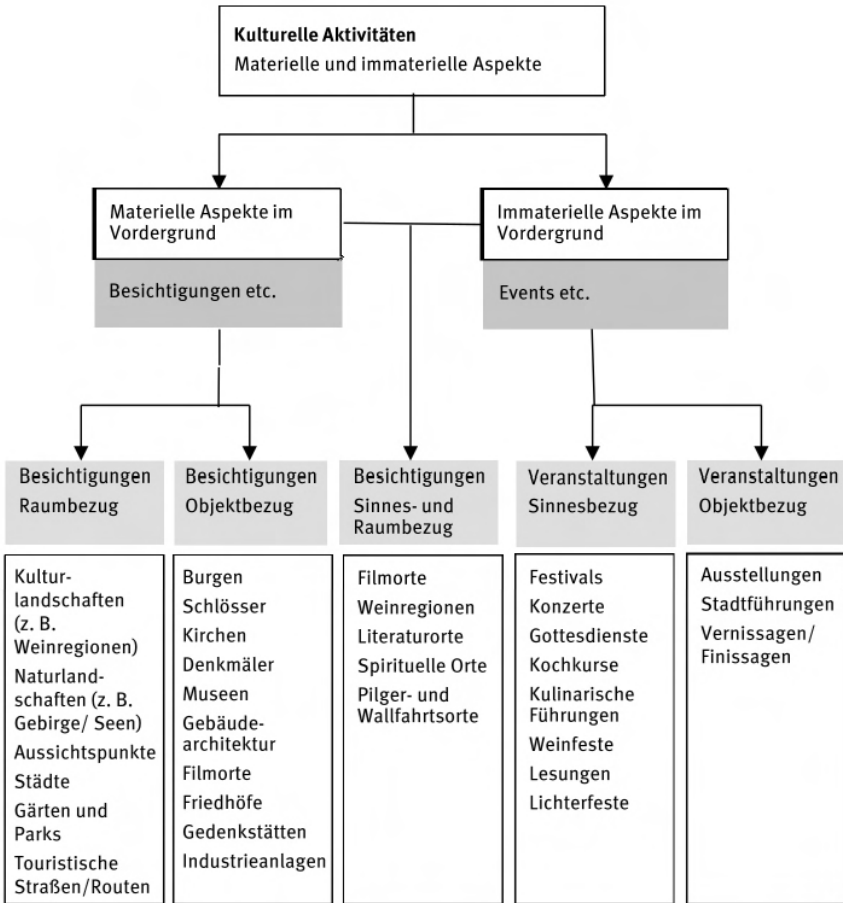 Kulturelle Aktivitäten
Materielle und immaterielle Aspekte
Materielle Aspekte im
Vordergrund
Besichtigungen etc.
Immaterielle Aspekte im
Vordergrund
Events etc.
Besichtigungen
Raumbezug
Kultur-
landschaften
(z. B.
Weinregionen)
Naturland-
schaften (z. B.
Gebirge/ Seen)
Aussichtspunkte
Städte
Gärten und
Parks
Touristische
Straßen/Routen
Besichtigungen
Objektbezug
Burgen
Schlösser
Kirchen
Denkmäler
Museen
Gebäude-
architektur
Filmorte
Friedhöfe
Gedenkstätten
Industrieanlagen
Besichtigungen
Sinnes- und
Raumbezug
Filmorte
Weinregionen
Literaturorte
Spirituelle Orte
Pilger- und
Wallfahrtsorte
Veranstaltungen
Sinnesbezug
Festivals
Konzerte
Gottesdienste
Kochkurse
Kulinarische
Führungen
Weinfeste
Lesungen
Lichterfeste
Veranstaltungen
Objektbezug
Ausstellungen
Stadtführungen
Vernissagen/
Finissagen